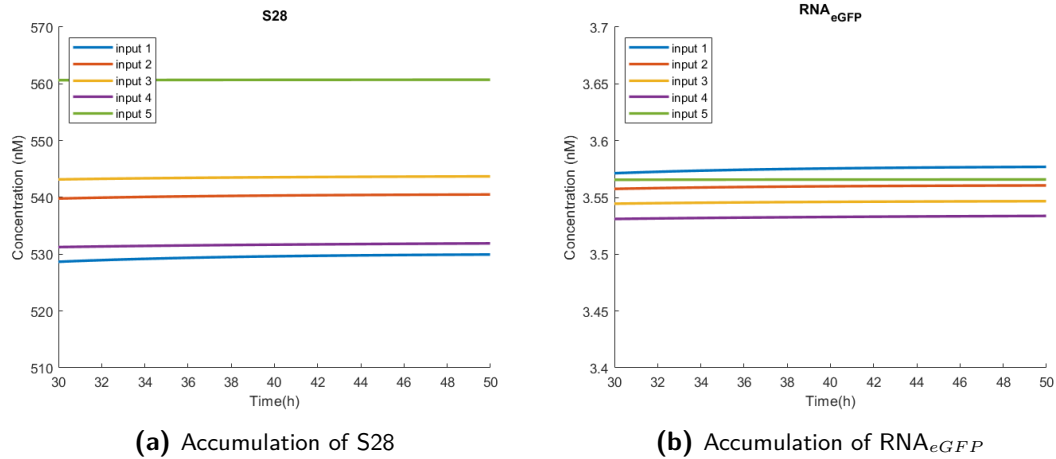 S28
570
560
550
540
530
520
510
Concentration (nM)
input 1
input 2
input 3
input 4
input 5
30 32 34 36 38 40 42 44 46 48 50
Time(h)
(a) Accumulation of S28
RNA_eGFP
3.7
3.65
3.6
3.55
3.5
3.45
3.4
Concentration (nM)
input 1
input 2
input 3
input 4
input 5
30 32 34 36 38 40 42 44 46 48 50
Time(h)
(b) Accumulation of RNA_eGFP